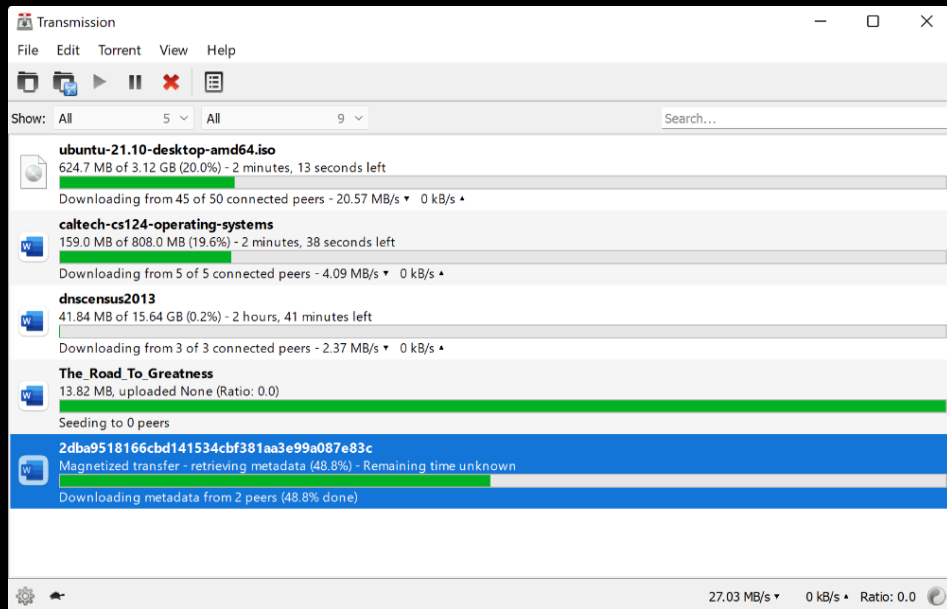 Transmission
File Edit Torrent View Help
Show: All 5 All 9 Search...
ubuntu-21.10-desktop-amd64.iso
624.7 MB of 3.12 GB (20.0%) - 2 minutes, 13 seconds left
Downloading from 45 of 50 connected peers - 20.57 MB/s ▾ 0 kB/s ▴
caltech-cs124-operating-systems
159.0 MB of 808.0 MB (19.6%) - 2 minutes, 38 seconds left
Downloading from 5 of 5 connected peers - 4.09 MB/s ▾ 0 kB/s ▴
dnscensus2013
41.84 MB of 15.64 GB (0.2%) - 2 hours, 41 minutes left
Downloading from 3 of 3 connected peers - 2.37 MB/s ▾ 0 kB/s ▴
The_Road_To_Greatness
13.82 MB, uploaded None (Ratio: 0.0)
Seeding to 0 peers
2dba9518166cbd141534cbf381aa3e99a087e83c
Magnetized transfer - retrieving metadata (48.8%) - Remaining time unknown
Downloading metadata from 2 peers (48.8% done)
27.03 MB/s ▾ 0 kB/s ▴ Ratio: 0.0